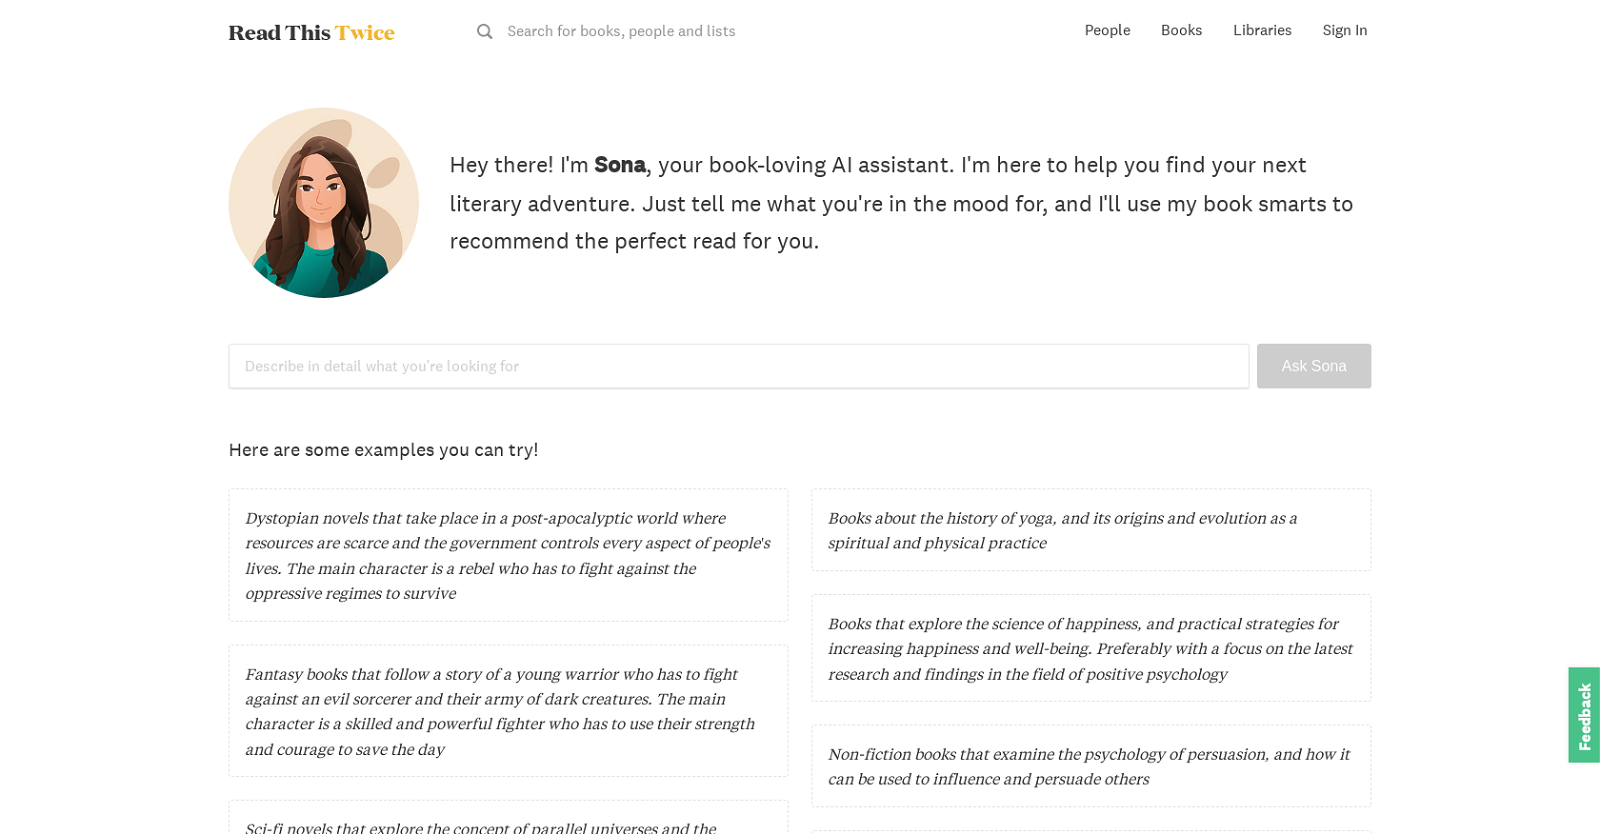 Read This Twice
Search for books, people and lists
People
Books
Libraries
Sign In
Hey there! I'm Sona, your book-loving AI assistant. I'm here to help you find your next
literary adventure. Just tell me what you're in the mood for, and I'll use my book smarts to
recommend the perfect read for you.
Describe in detail what you're looking for
Ask Sona
Here are some examples you can try!
Dystopian novels that take place in a post-apocalyptic world where
resources are scarce and the government controls every aspect of people's
lives. The main character is a rebel who has to fight against the
oppressive regimes to survive
Fantasy books that follow a story of a young warrior who has to fight
against an evil sorcerer and their army of dark creatures. The main
character is a skilled and powerful fighter who has to use their strength
and courage to save the day
Sci-fi novels that explore the concept of parallel universes and the
Books about the history of yoga, and its origins and evolution as a
spiritual and physical practice
Books that explore the science of happiness, and practical strategies for
increasing happiness and well-being. Preferably with a focus on the latest
research and findings in the field of positive psychology
Non-fiction books that examine the psychology of persuasion, and how it
can be used to influence and persuade others
Feedback